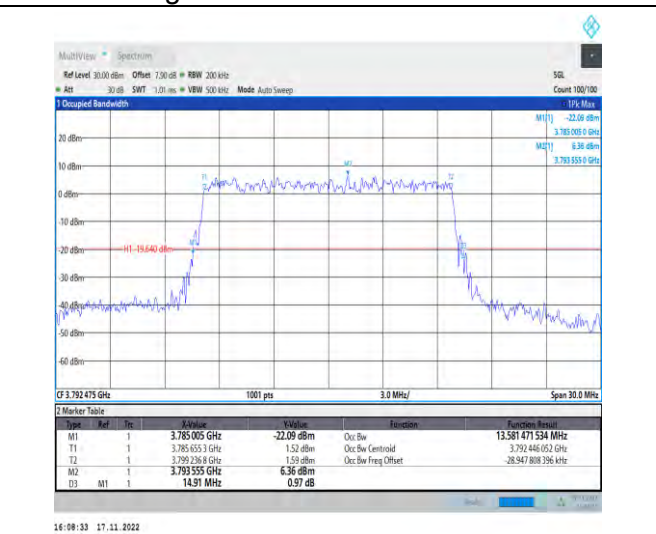 MultiView Spectrum
Ref Level 30.00 dBm Offset 7.00 dB RBW 200 kHz SGL
Att 30 dB SWT 1.01 ms VBW 500 kHz Mode Auto Sweep Count 100/100
1 Occupied Bandwidth 1Pk Max
M1[1] -22.09 dBm
3.785 005 0 GHz
M2[1] 6.36 dBm
3.793 555 0 GHz
20 dBm
10 dBm
0 dBm
-10 dBm
-20 dBm
H1 -19.640 dBm
-30 dBm
-40 dBm
-50 dBm
-60 dBm
T1 M2 T2
M1
CF 3.792 475 GHz 1001 pts 3.0 MHz/ Span 30.0 MHz
2 Marker Table
Type Ref Trc X-Value Y-Value Function Function Result
M1 1 3.785 005 GHz -22.09 dBm Occ Bw 13.581 471 534 MHz
T1 1 3.785 655 3 GHz 1.52 dBm Occ Bw Centroid 3.792 446 052 GHz
T2 1 3.799 236 8 GHz 1.59 dBm Occ Bw Freq Offset -28.947 808 396 kHz
M2 1 3.793 555 GHz 6.36 dBm
D3 M1 1 14.91 MHz 0.97 dB
16:08:33 17.11.2022